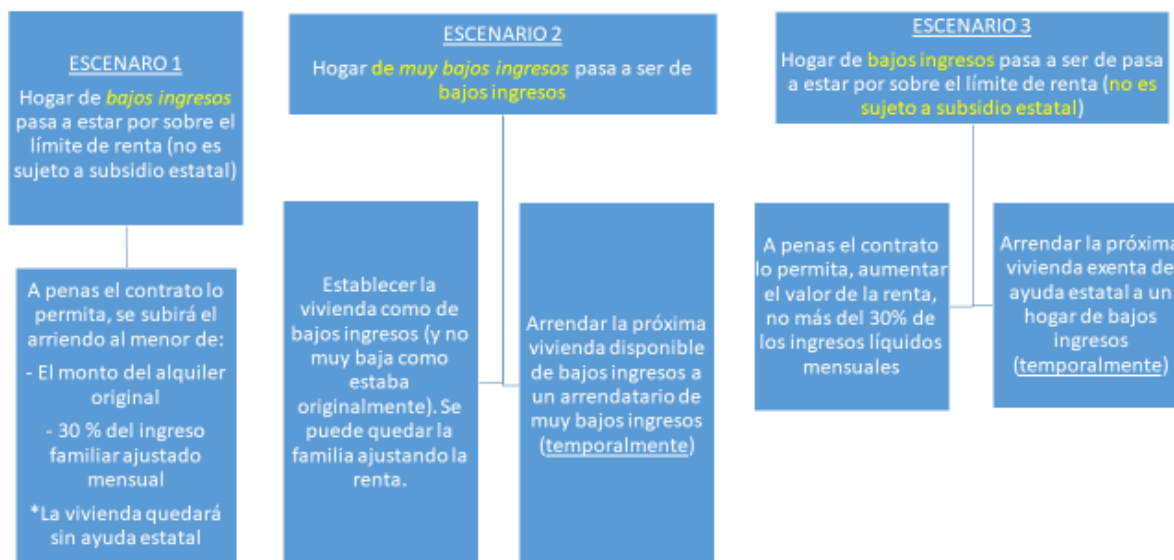 ESCENARO 1
Hogar de bajos ingresos
pasa a estar por sobre el
límite de renta (no es
sujeto a subsidio estatal)
A penas el contrato lo
permita, se subirá el
arriendo al menor de:
- El monto del alquiler
original
- 30 % del ingreso
familiar ajustado
mensual
*La vivienda quedará
sin ayuda estatal
ESCENARIO 2
Hogar de muy bajos ingresos pasa a ser de
bajos ingresos
Establecer la
vivienda como de
bajos ingresos (y no
muy baja como
estaba
originalmente). Se
puede quedar la
familia ajustando la
renta.
Arrendar la próxima
vivienda disponible
de bajos ingresos a
un arrendatario de
muy bajos ingresos
(temporalmente)
ESCENARIO 3
Hogar de bajos ingresos pasa a ser de pasa
a estar por sobre el límite de renta (no es
sujeto a subsidio estatal)
A penas el contrato
lo permita, aumentar
el valor de la renta,
no más del 30% de
los ingresos líquidos
mensuales
Arrendar la próxima
vivienda exenta de
ayuda estatal a un
hogar de bajos
ingresos
(temporalmente)